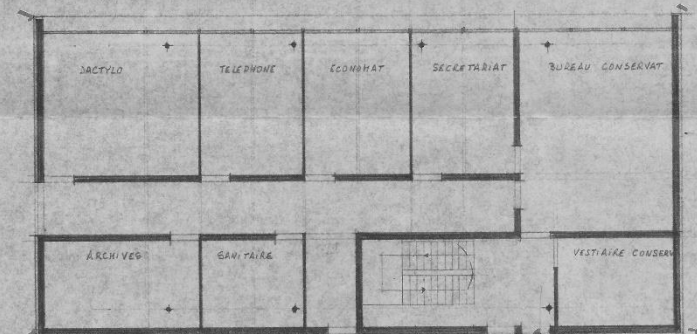 DACTYLO
TELEPHONE
ECONOMAT
SECRETARIAT
BUREAU CONSERVAT.
ARCHIVES
SANITAIRE
VESTIAIRE CONSERV